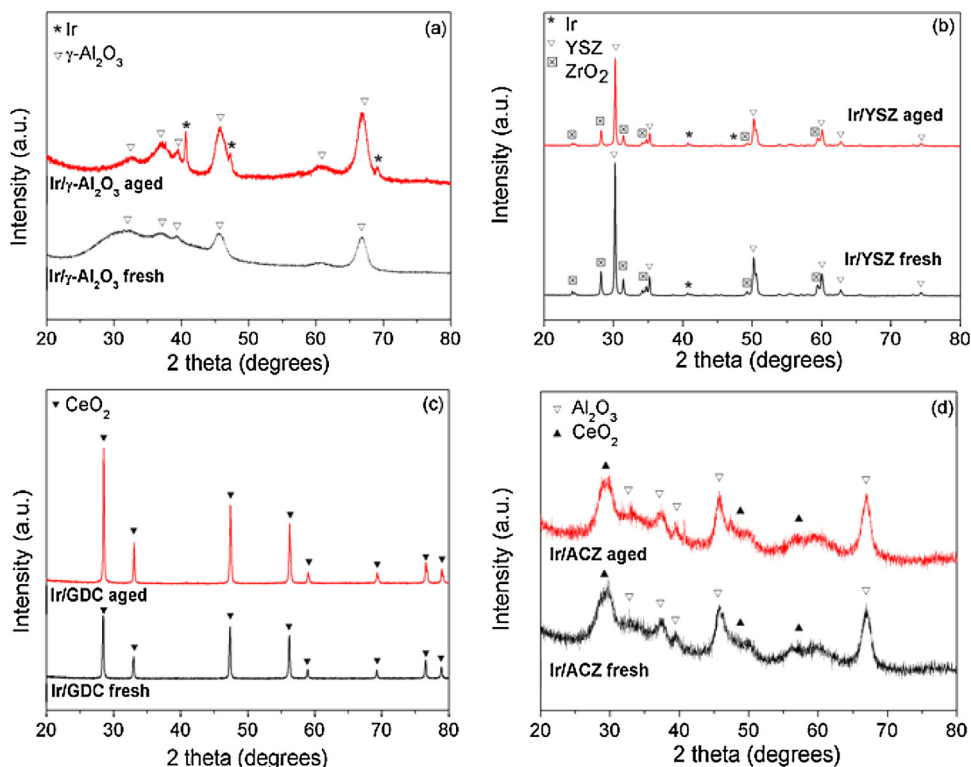 (a)
* Ir
▽ γ-Al₂O₃
Intensity (a.u.)
Ir/γ-Al₂O₃ aged
Ir/γ-Al₂O₃ fresh
20 30 40 50 60 70 80
2 theta (degrees)
(b)
* Ir
▽ YSZ
⊠ ZrO₂
Intensity (a.u.)
Ir/YSZ aged
Ir/YSZ fresh
20 30 40 50 60 70 80
2 theta (degrees)
(c)
▼ CeO₂
Intensity (a.u.)
Ir/GDC aged
Ir/GDC fresh
20 30 40 50 60 70 80
2 theta (degrees)
(d)
▽ Al₂O₃
▲ CeO₂
Intensity (a.u.)
Ir/ACZ aged
Ir/ACZ fresh
20 30 40 50 60 70 80
2 theta (degrees)